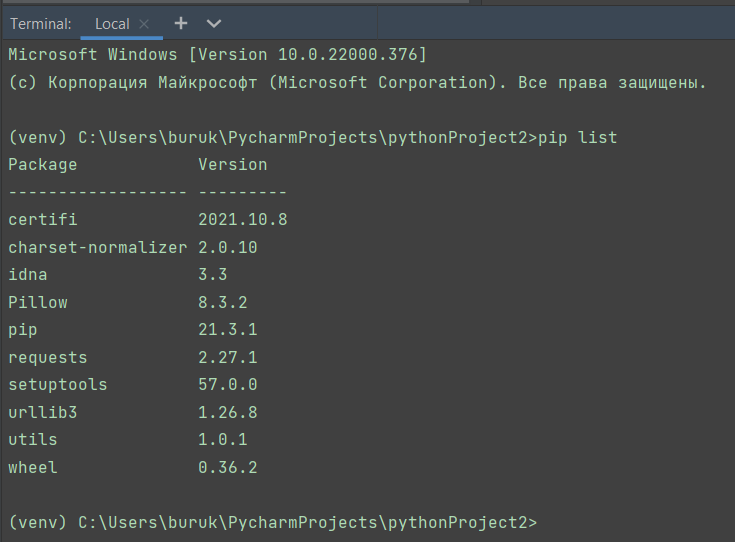 Terminal: Local × + ∨
Microsoft Windows [Version 10.0.22000.376]
(c) Корпорация Майкрософт (Microsoft Corporation). Все права защищены.
(venv) C:\Users\buruk\PycharmProjects\pythonProject2>pip list
Package            Version
------------------ ---------
certifi            2021.10.8
charset-normalizer 2.0.10
idna               3.3
Pillow             8.3.2
pip                21.3.1
requests           2.27.1
setuptools         57.0.0
urllib3            1.26.8
utils              1.0.1
wheel              0.36.2
(venv) C:\Users\buruk\PycharmProjects\pythonProject2>